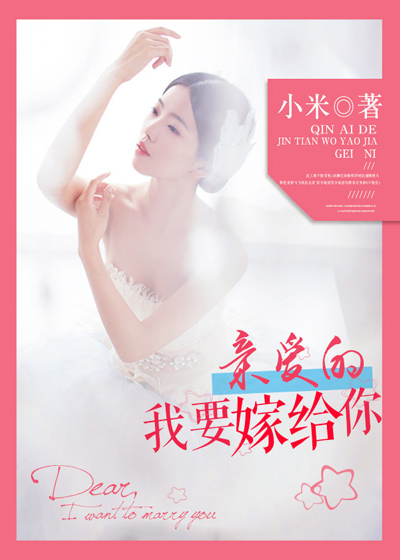 小米◎著
QIN AI DE
JIN TIAN WO YAO JIA
GEI NI
///
///////
亲爱的
我要嫁给你
Dear,
I want to marry you